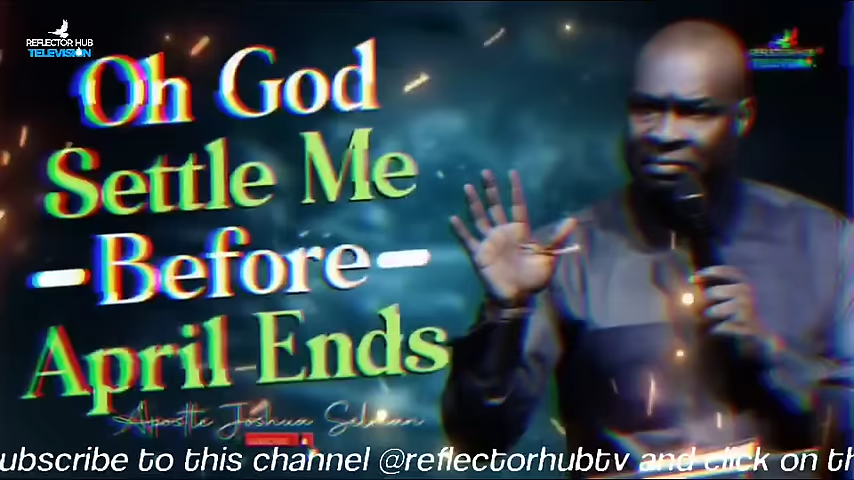 REFLECTOR HUB
TELEVISION
Oh God
Settle Me
Before
April Ends
Apostle Joshua Selman
ubscribe to this channel @reflectorhubtv and click on th